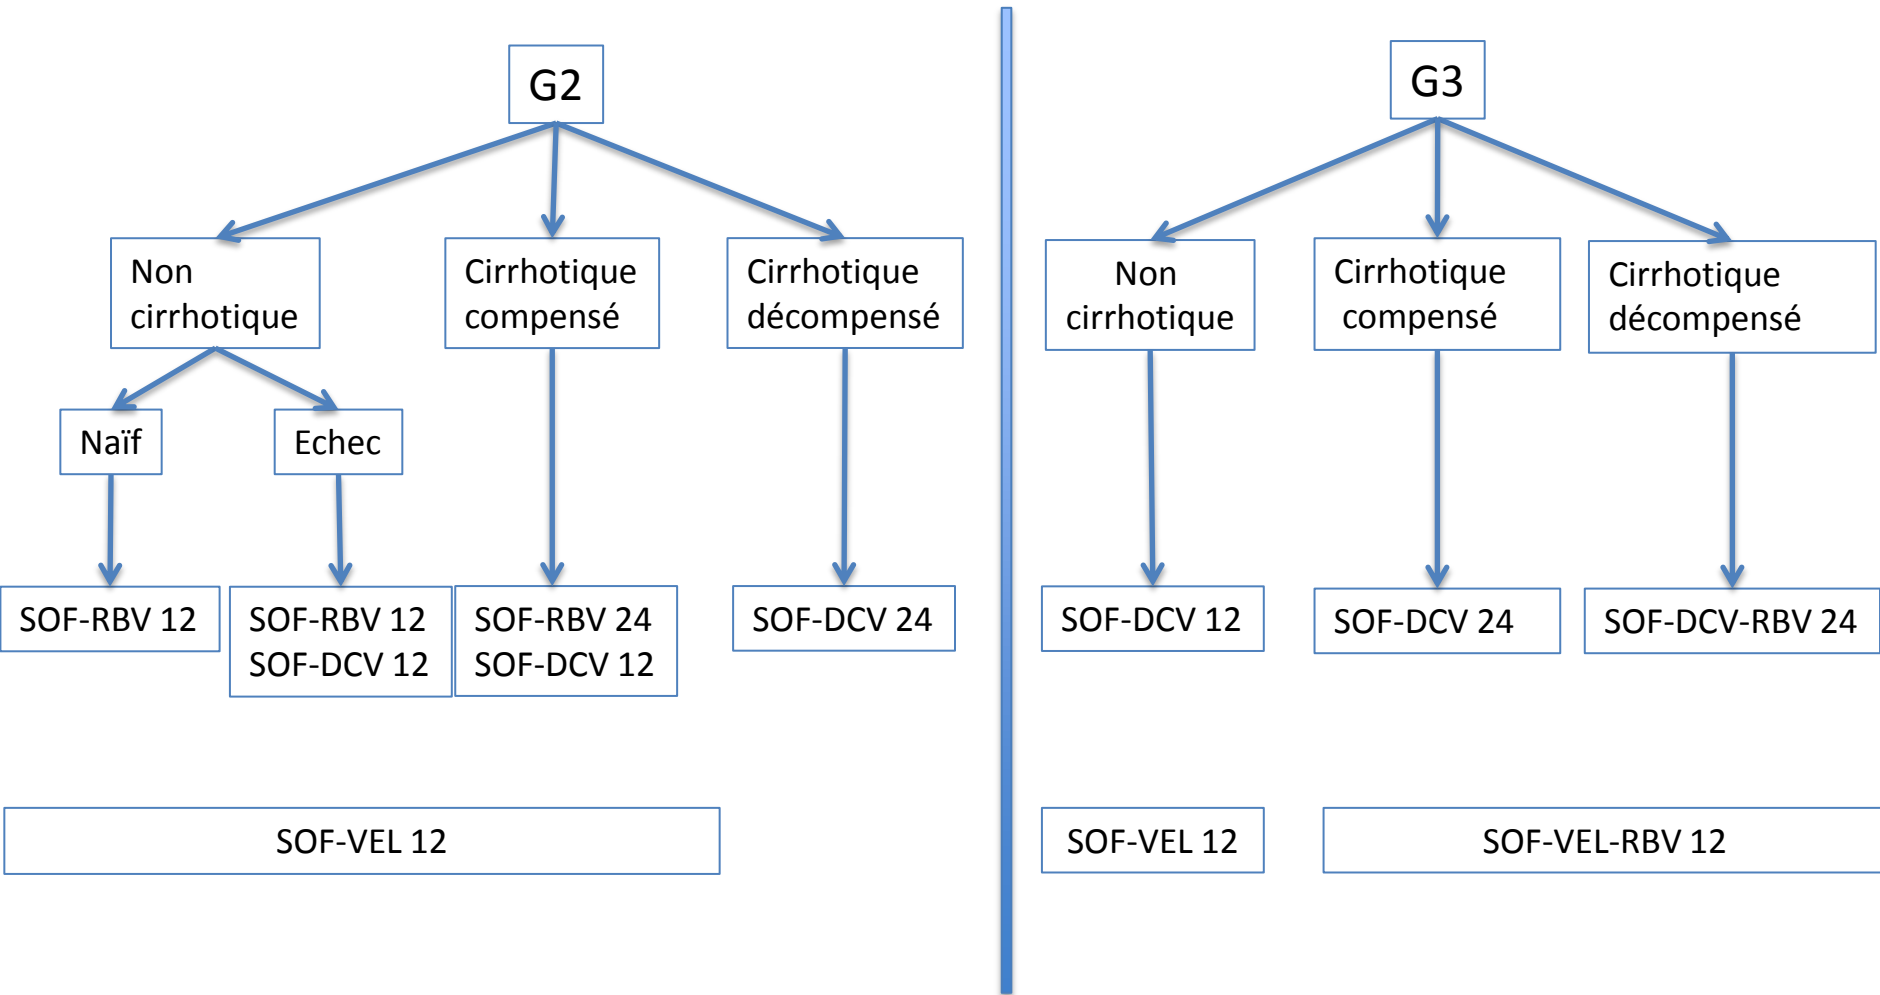 G2
Non
cirrhotique
Cirrhotique
compensé
Cirrhotique
décompensé
Naïf
Echec
SOF-RBV 12
SOF-RBV 12
SOF-DCV 12
SOF-RBV 24
SOF-DCV 12
SOF-DCV 24
SOF-VEL 12
G3
Non
cirrhotique
Cirrhotique
compensé
Cirrhotique
décompensé
SOF-DCV 12
SOF-DCV 24
SOF-DCV-RBV 24
SOF-VEL 12
SOF-VEL-RBV 12